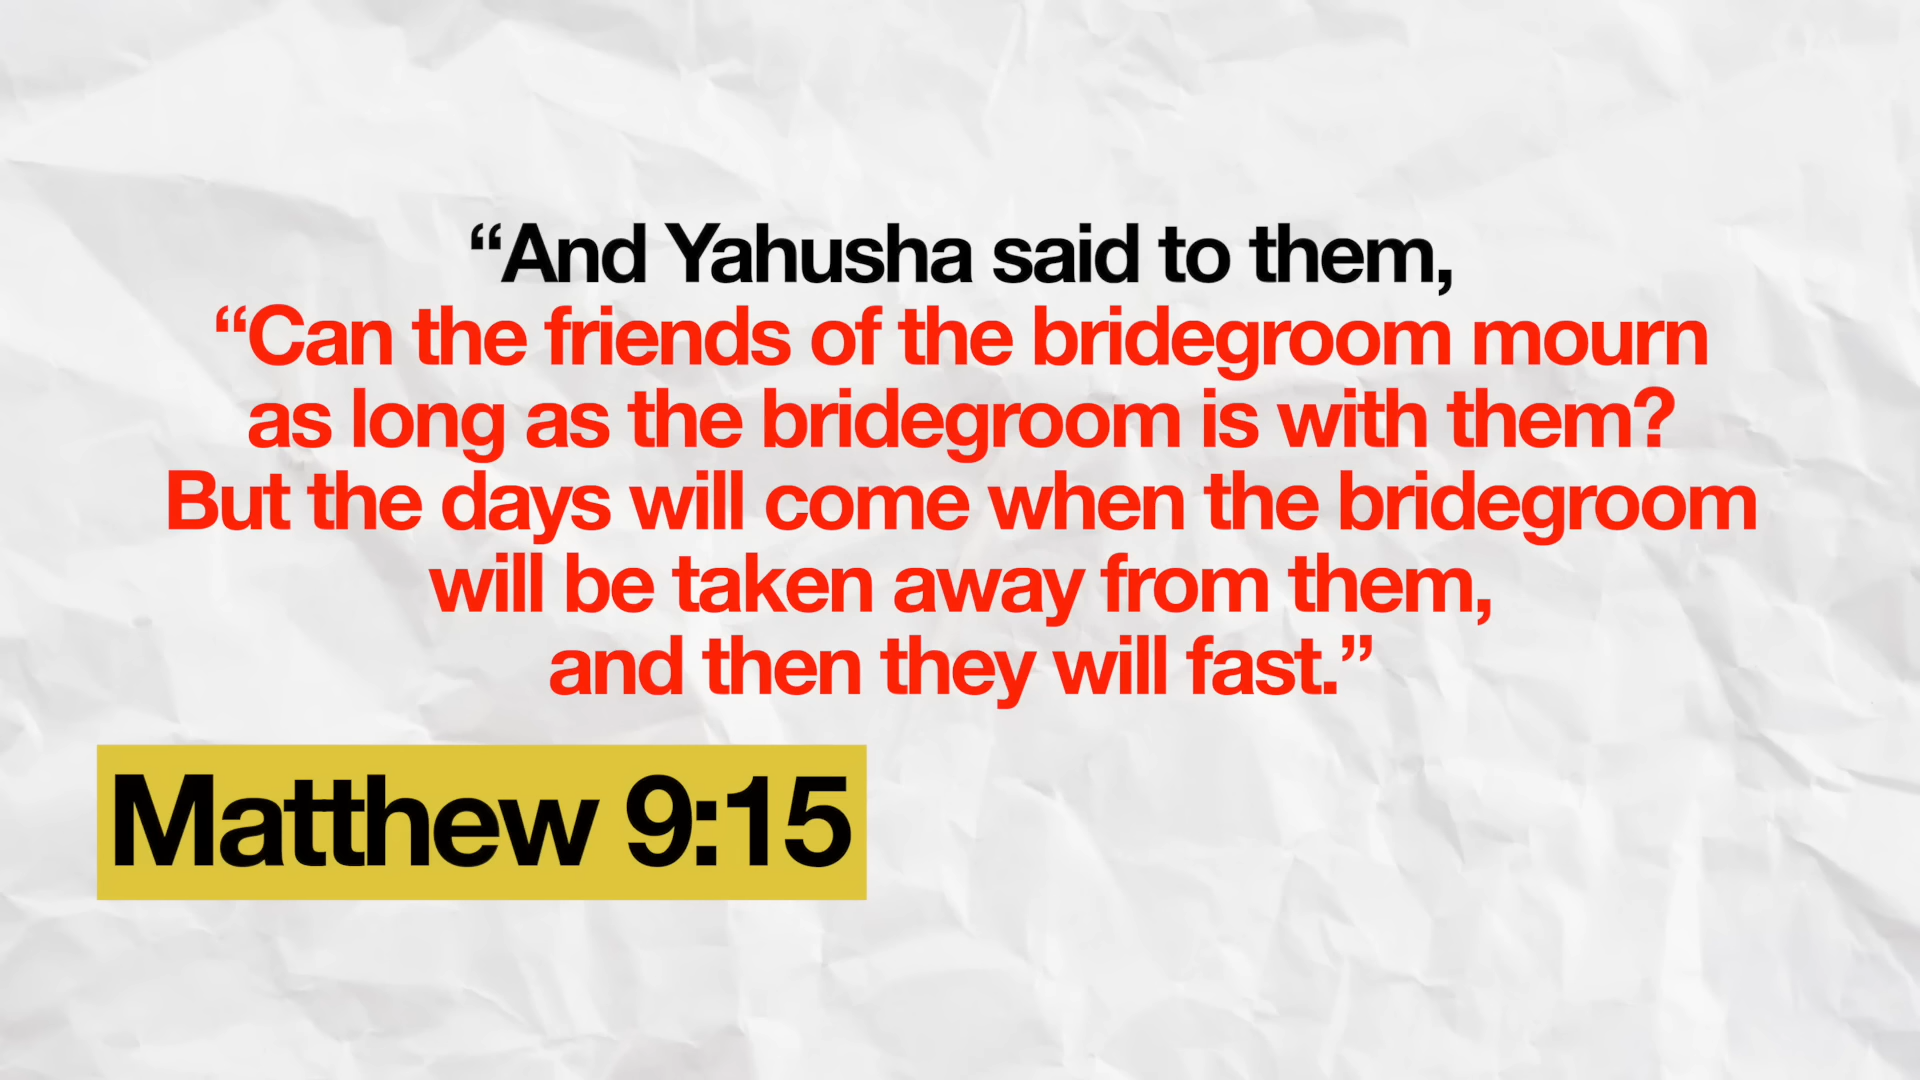 “And Yahusha said to them,
“Can the friends of the bridegroom mourn
as long as the bridegroom is with them?
But the days will come when the bridegroom
will be taken away from them,
and then they will fast.”
Matthew 9:15